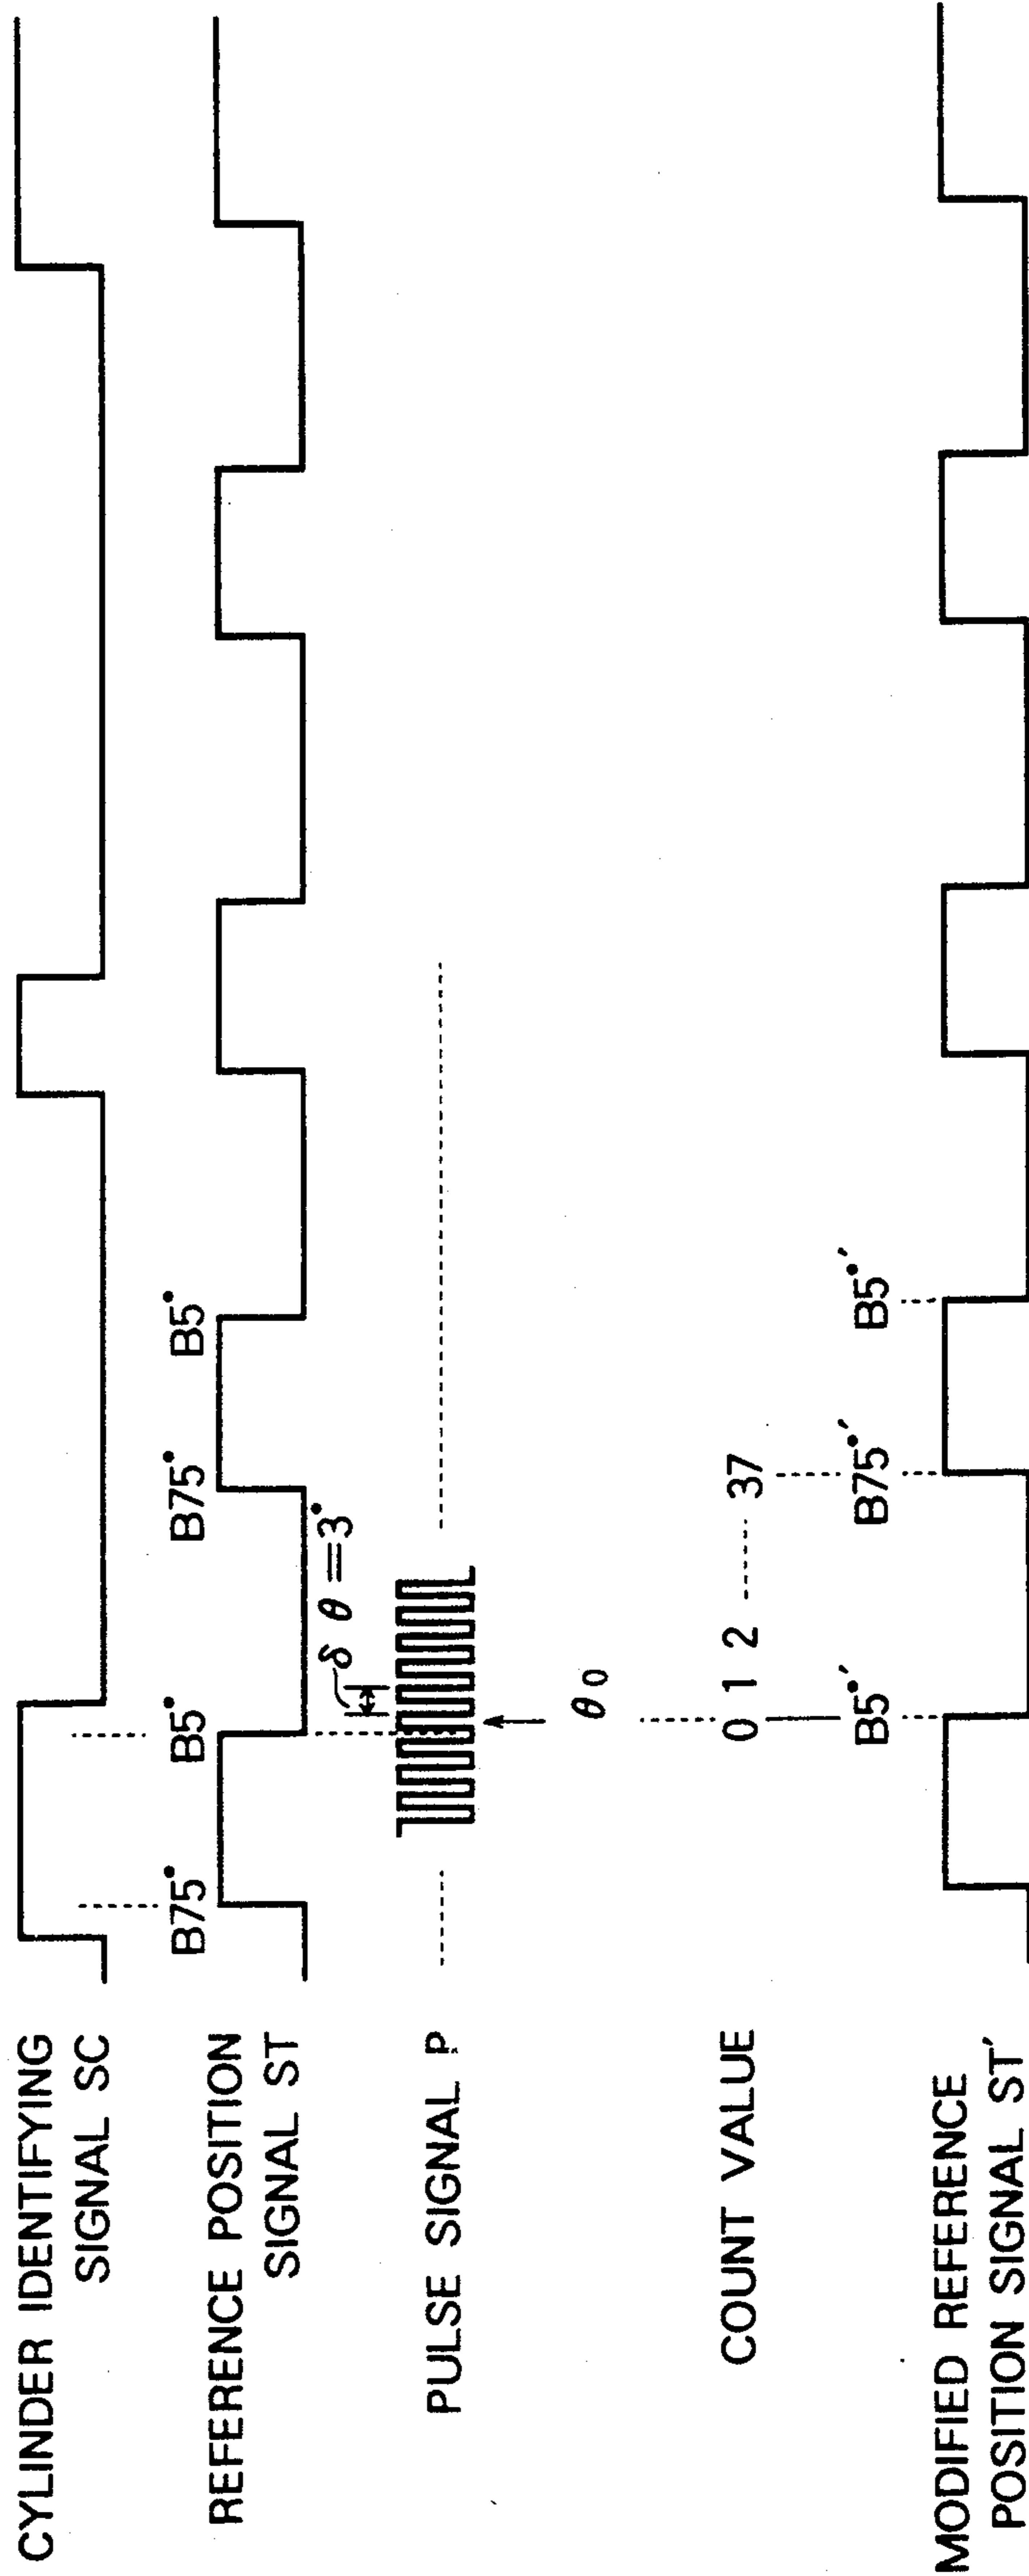 CYLINDER IDENTIFYING
SIGNAL SC
REFERENCE POSITION
SIGNAL ST
B75° B5° B75° B5°
δθ=3°
PULSE SIGNAL P
θ0
COUNT VALUE
0 1 2 37
B5°′ B75°′ B5°′
MODIFIED REFERENCE
POSITION SIGNAL ST′